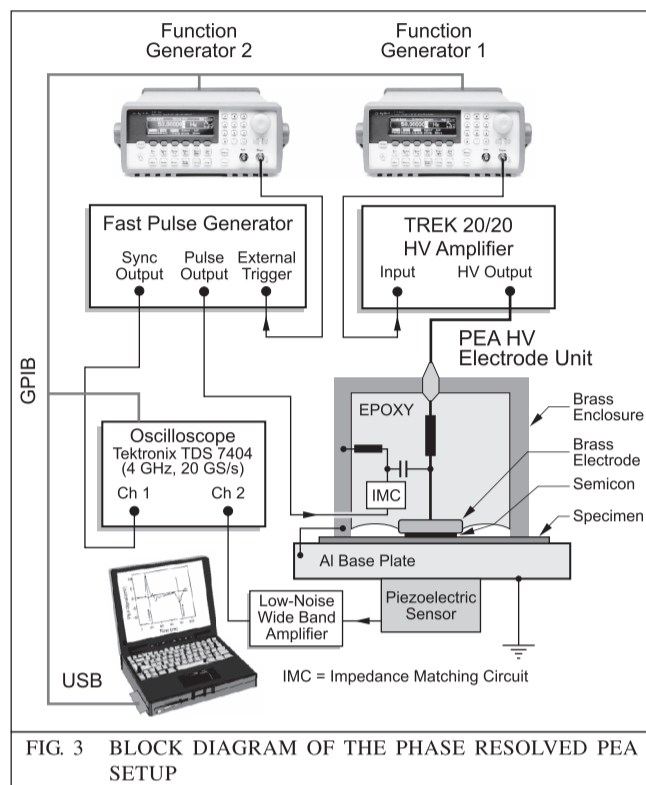 Function
Generator 2
Function
Generator 1
Fast Pulse Generator
Sync
Output
Pulse
Output
External
Trigger
TREK 20/20
HV Amplifier
Input
HV Output
PEA HV
Electrode Unit
GPIB
EPOXY
Brass
Enclosure
Oscilloscope
Tektronix TDS 7404
(4 GHz, 20 GS/s)
Ch 1
Ch 2
IMC
Brass
Electrode
Semicon
Specimen
Al Base Plate
Low-Noise
Wide Band
Amplifier
Piezoelectric
Sensor
USB
IMC = Impedance Matching Circuit
FIG. 3 BLOCK DIAGRAM OF THE PHASE RESOLVED PEA
SETUP